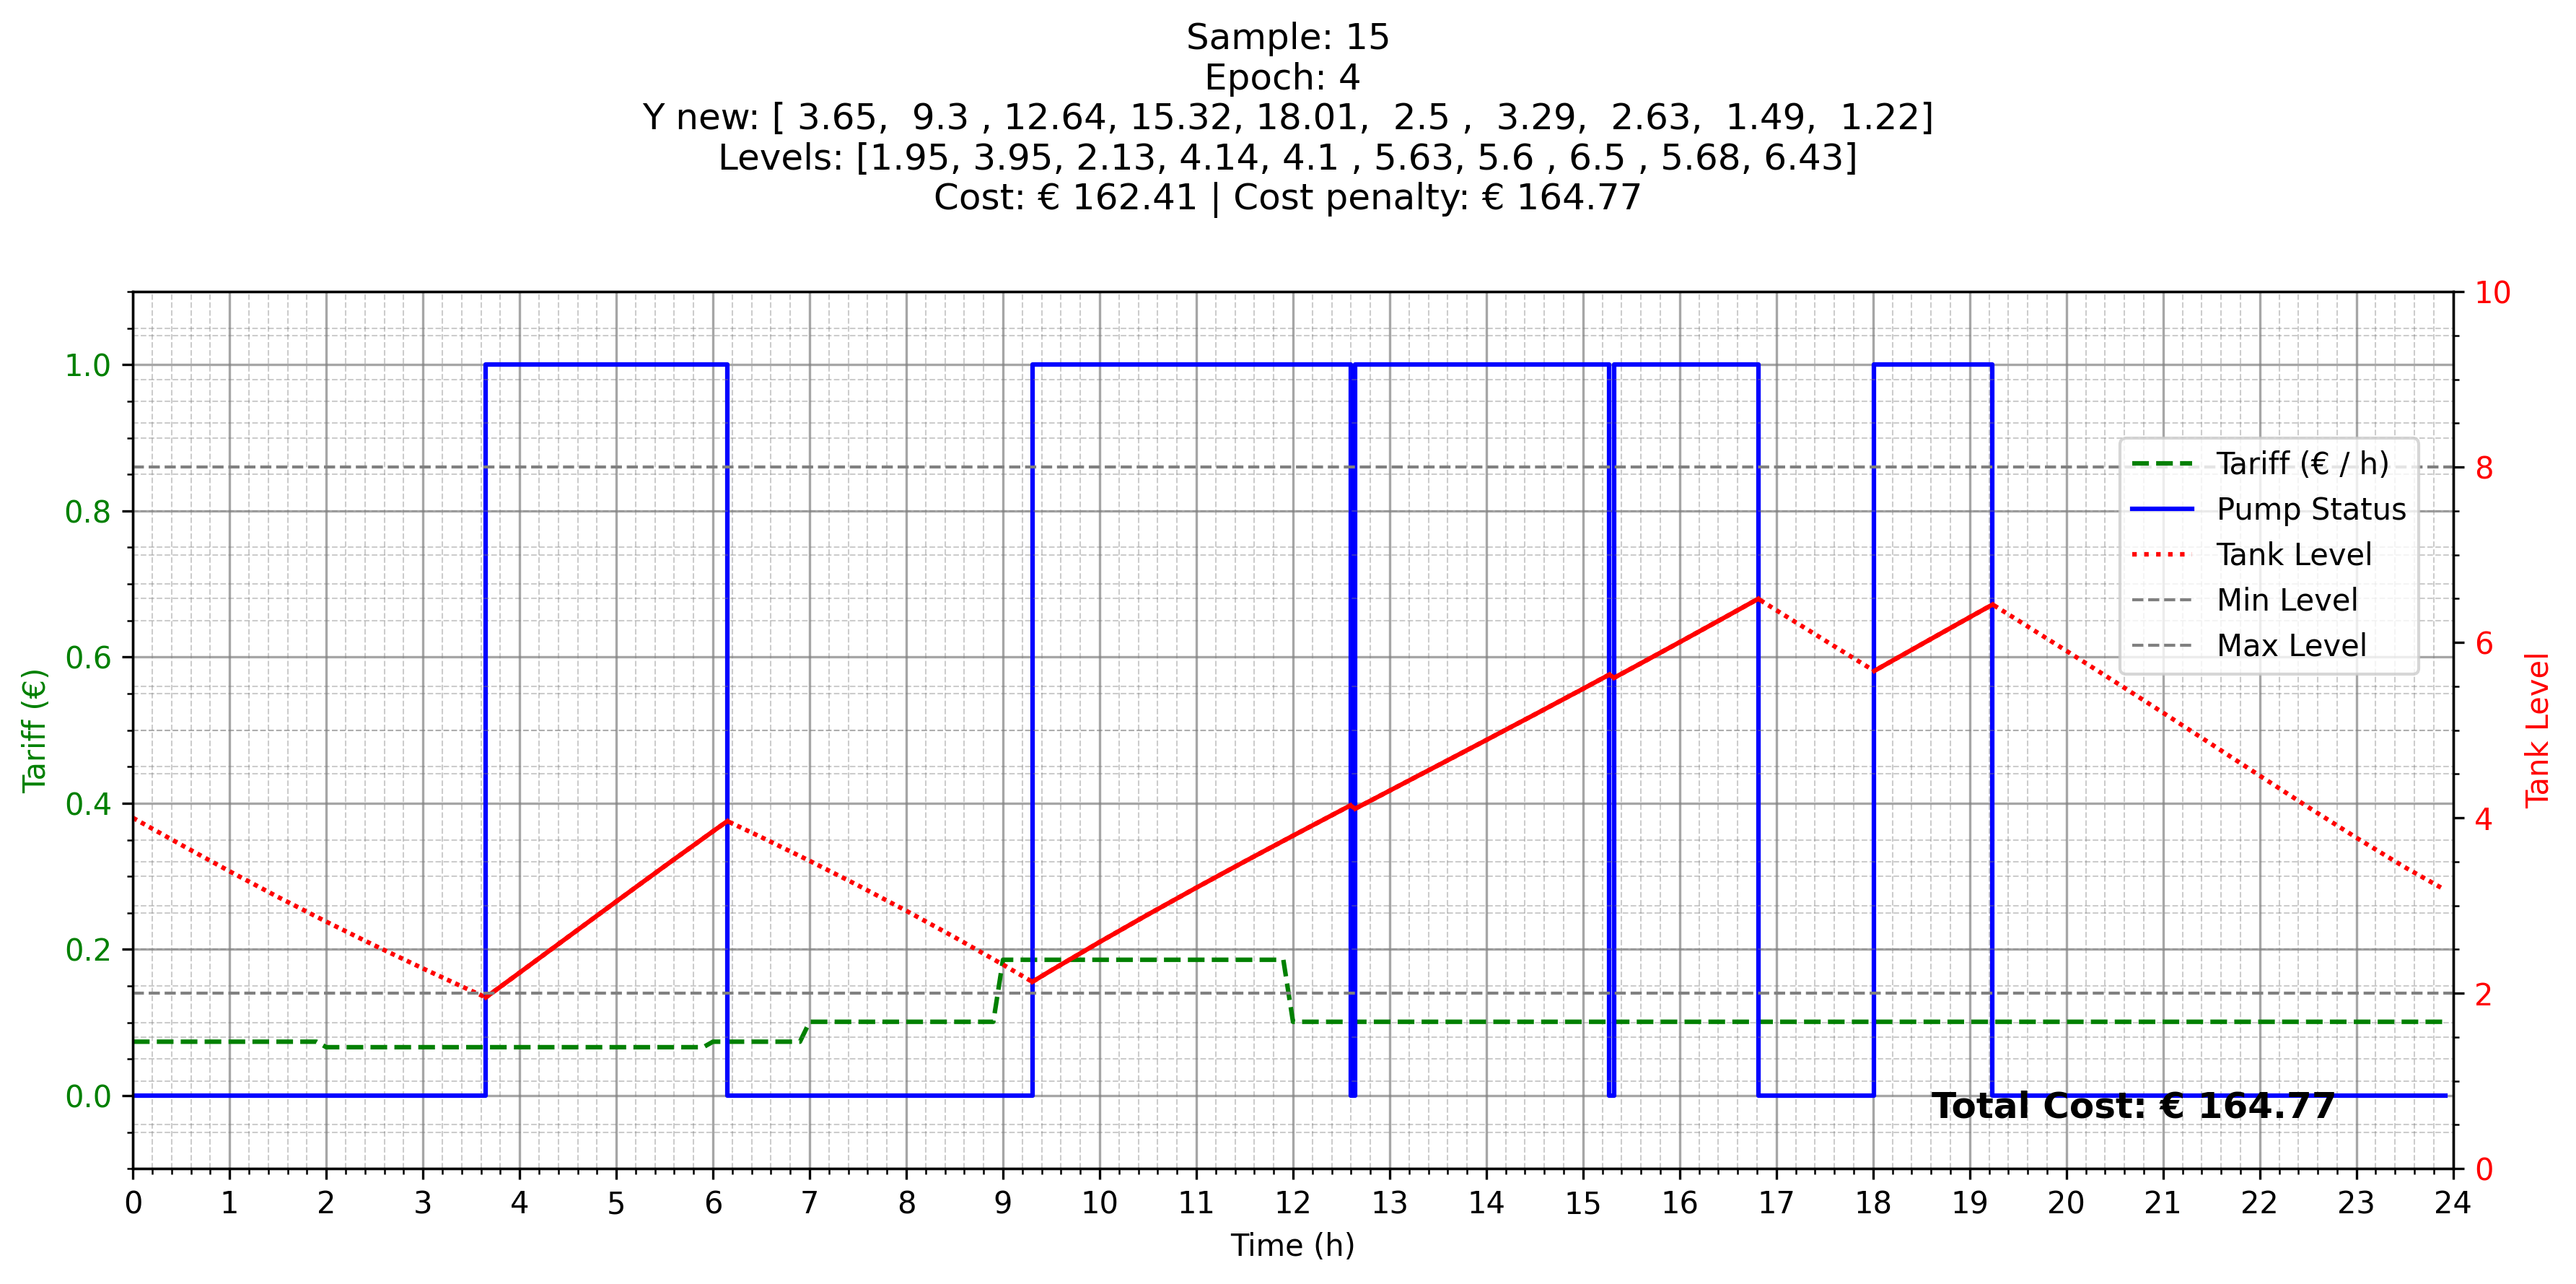 Sample: 15
Epoch: 4
Y new: [ 3.65,  9.3 , 12.64, 15.32, 18.01,  2.5 ,  3.29,  2.63,  1.49,  1.22]
Levels: [1.95, 3.95, 2.13, 4.14, 4.1 , 5.63, 5.6 , 6.5 , 5.68, 6.43]
Cost: € 162.41 | Cost penalty: € 164.77
Tariff (€)
1.0
0.8
0.6
0.4
0.2
0.0
10
8
6
4
2
0
Tank Level
Tariff (€ / h)
Pump Status
Tank Level
Min Level
Max Level
Total Cost: € 164.77
0 1 2 3 4 5 6 7 8 9 10 11 12 13 14 15 16 17 18 19 20 21 22 23 24
Time (h)